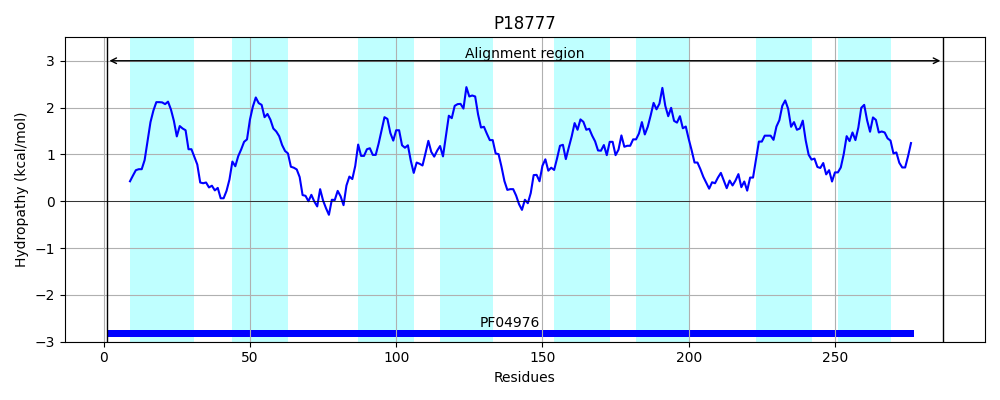 P18777
Alignment region
Hydropathy (kcal/mol)
3
2
1
0
−1
−2
−3
PF04976
0
50
100
150
200
250
Residues